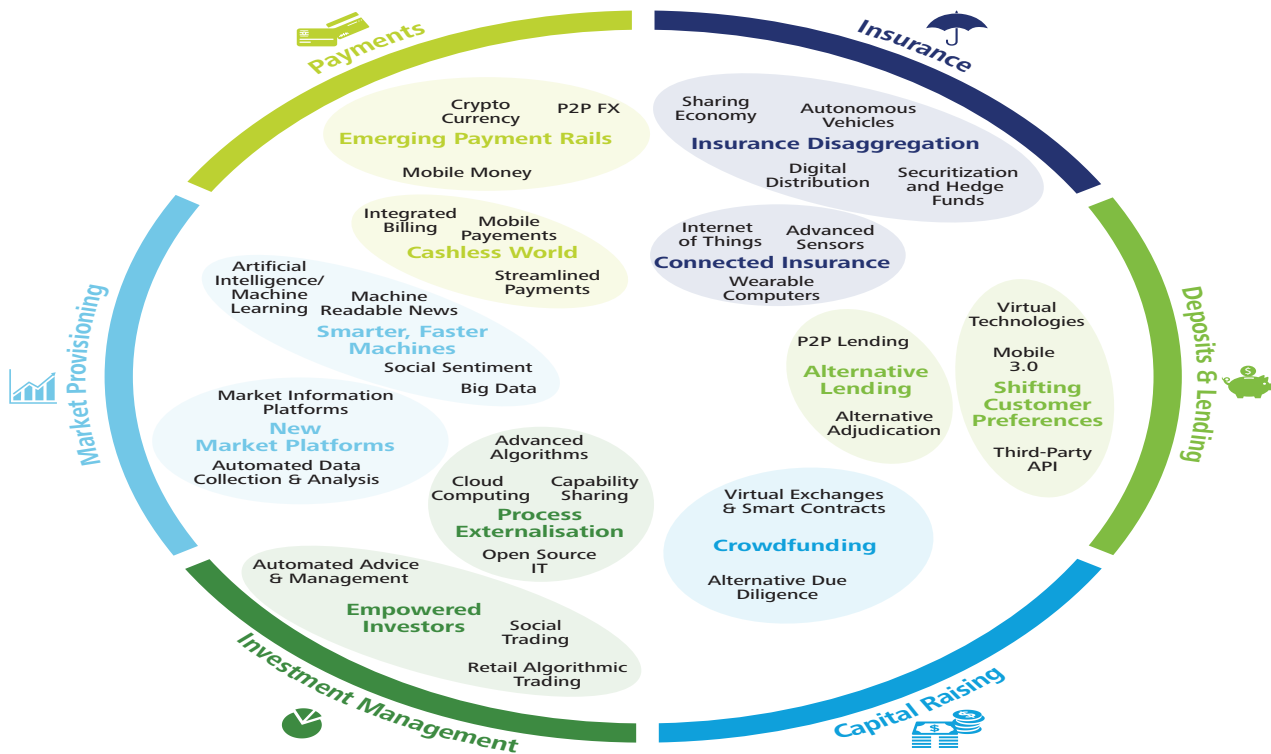 Payments
Crypto
Currency
P2P FX
Emerging Payment Rails
Mobile Money
Integrated
Billing
Mobile
Payements
Cashless World
Streamlined
Payments
Insurance
Sharing
Economy
Autonomous
Vehicles
Insurance Disaggregation
Digital
Distribution
Securitization
and Hedge
Funds
Internet
of Things
Advanced
Sensors
Connected Insurance
Wearable
Computers
Deposits & Lending
$
P2P Lending
Alternative
Lending
Alternative
Adjudication
Virtual
Technologies
Mobile
3.0
Shifting
Customer
Preferences
Third-Party
API
Capital Raising
$
$
Virtual Exchanges
& Smart Contracts
Crowdfunding
Alternative Due
Diligence
Investment Management
Advanced
Algorithms
Cloud
Computing
Capability
Sharing
Process
Externalisation
Open Source
IT
Automated Advice
& Management
Empowered
Investors
Social
Trading
Retail Algorithmic
Trading
Market Provisioning
Artificial
Intelligence/
Machine
Learning
Machine
Readable News
Smarter, Faster
Machines
Social Sentiment
Big Data
Market Information
Platforms
New
Market Platforms
Automated Data
Collection & Analysis